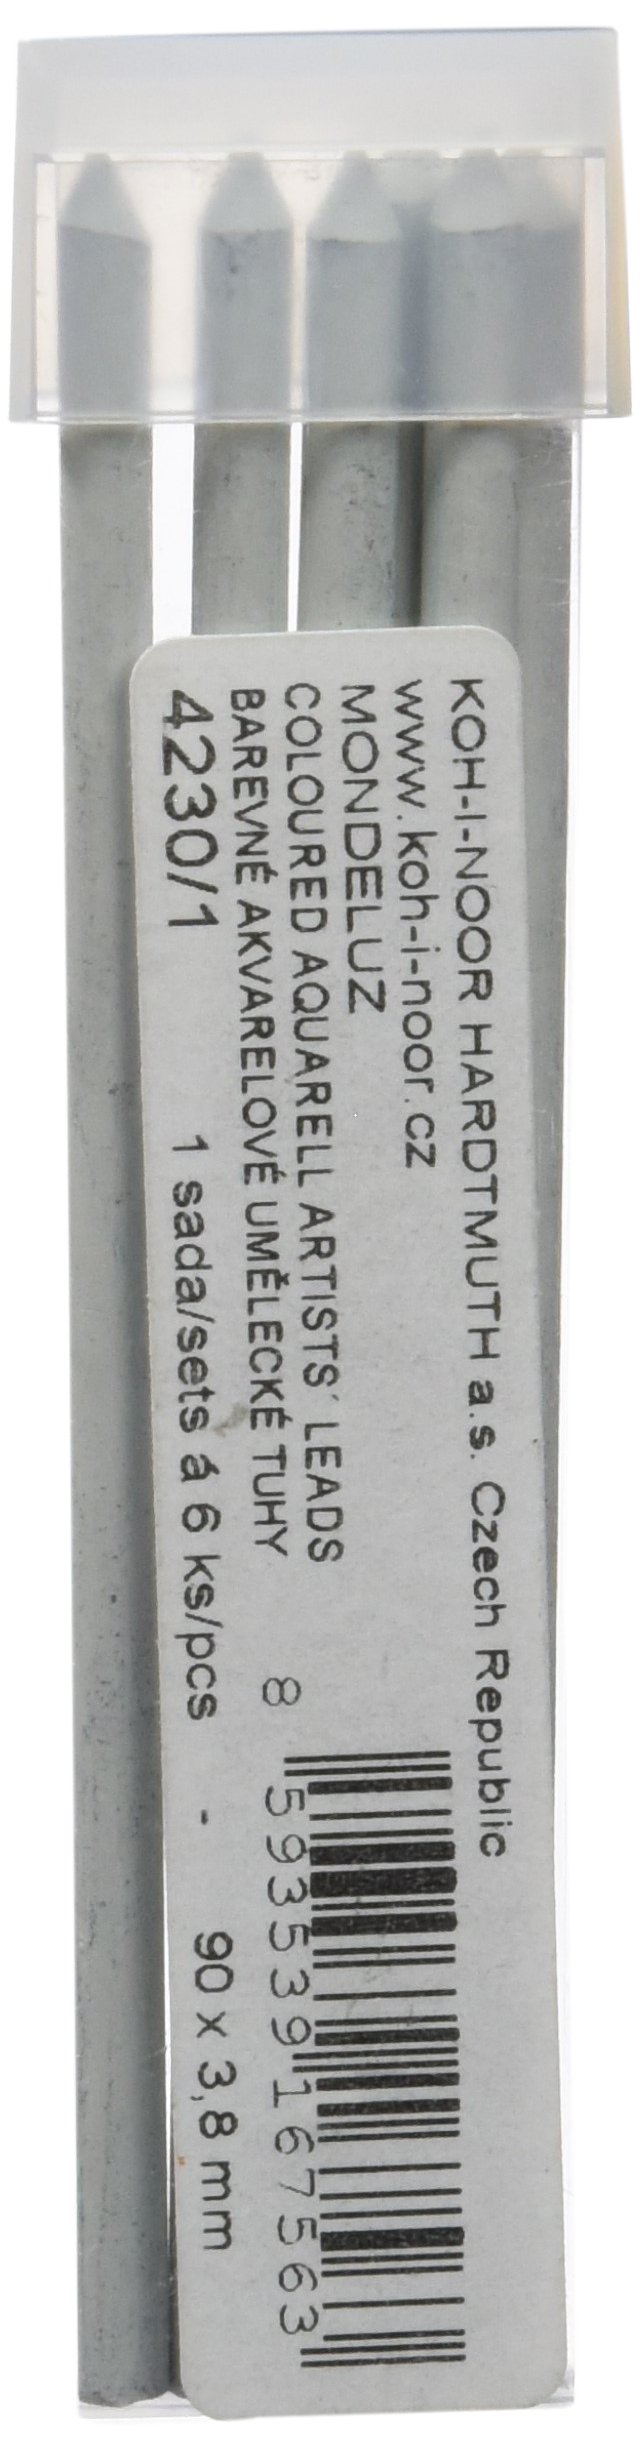 KOH-I-NOOR HARDTMUTH a.s. Czech Republic
www.koh-i-noor.cz
MONDELUZ
COLOURED AQUARELL ARTISTS´ LEADS
BAREVNÉ AKVARELOVÉ UMĚLECKÉ TUHY
4230/1 1 sada/sets á 6 ks/pcs - 90 x 3,8 mm
8 593539 167563